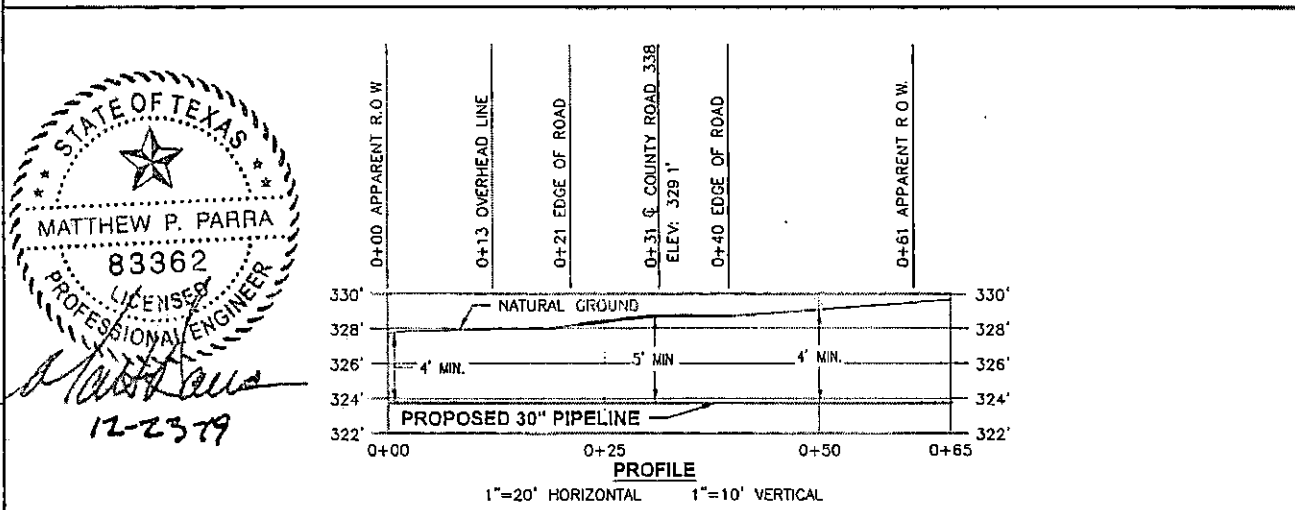 STATE OF TEXAS
MATTHEW P. PARRA
83362
LICENSED
PROFESSIONAL ENGINEER
12-23-19
0+00 APPARENT R.O.W
0+13 OVERHEAD LINE
0+21 EDGE OF ROAD
0+31 ℄ COUNTY ROAD 338
ELEV: 329 1'
0+40 EDGE OF ROAD
0+61 APPARENT R O W.
330' 330'
NATURAL GROUND
328' 328'
326' 326'
4' MIN. 5' MIN 4' MIN.
324' 324'
PROPOSED 30" PIPELINE
322' 322'
0+00 0+25 0+50 0+65
PROFILE
1"=20' HORIZONTAL 1"=10' VERTICAL